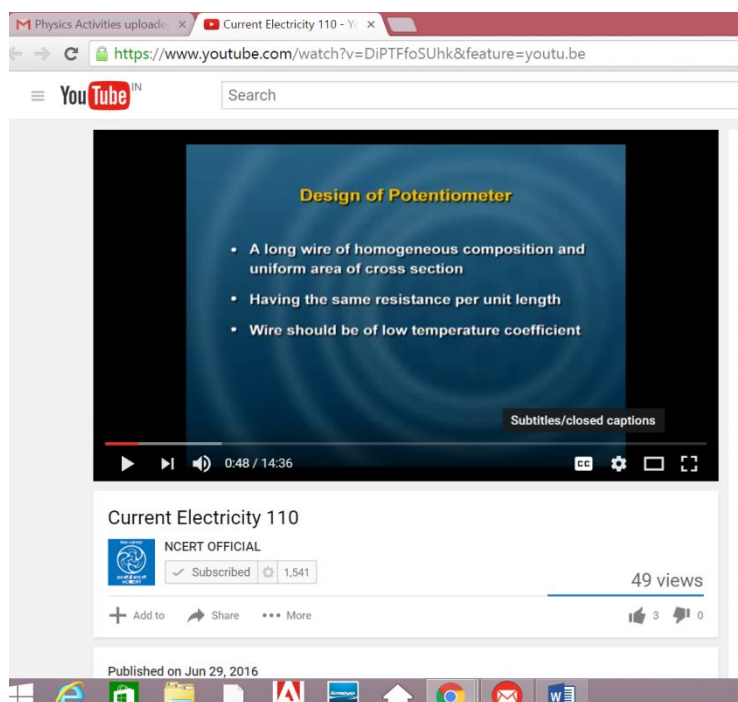 Physics Activities uploade
Current Electricity 110 - Yo
https://www.youtube.com/watch?v=DiPTFfoSUhk&feature=youtu.be
YouTube IN
Search
Design of Potentiometer
• A long wire of homogeneous composition and
uniform area of cross section
• Having the same resistance per unit length
• Wire should be of low temperature coefficient
Subtitles/closed captions
0:48 / 14:36
CC
Current Electricity 110
NCERT OFFICIAL
Subscribed 1,541
49 views
Add to Share More
3 0
Published on Jun 29, 2016
lenovo